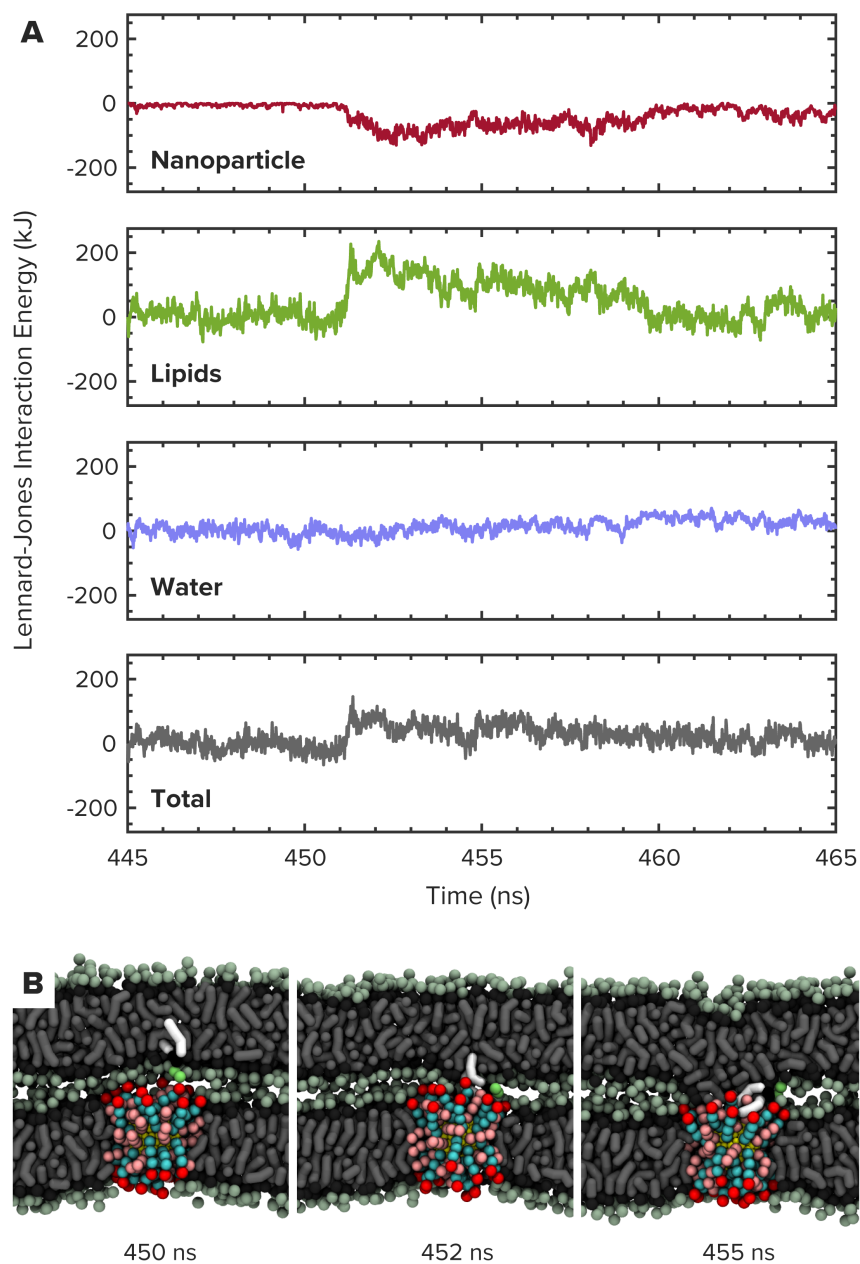 A
200
0
-200
Nanoparticle
200
0
-200
Lipids
Lennard-Jones Interaction Energy (kJ)
200
0
-200
Water
200
0
-200
Total
445 450 455 460 465
Time (ns)
B
450 ns 452 ns 455 ns